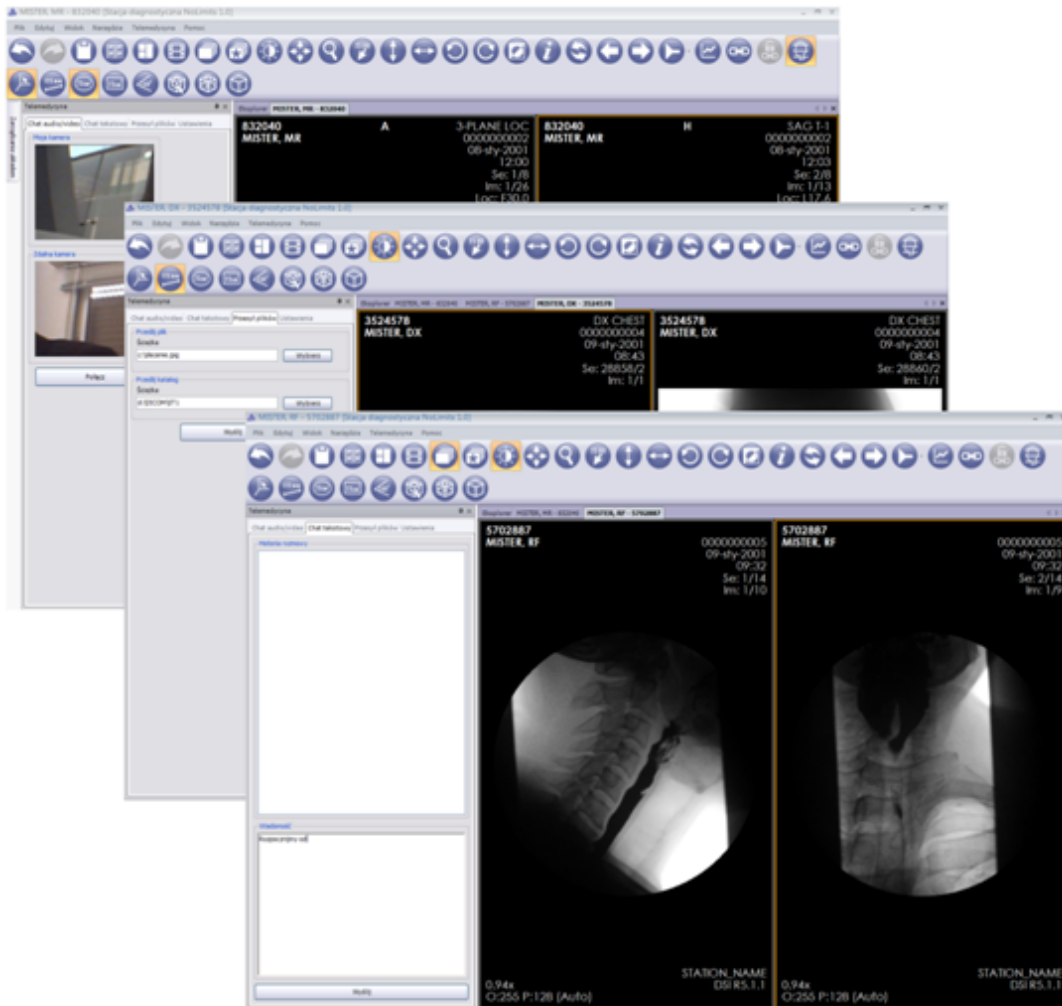 MISTER, MR - 832040 (Stacja diagnostyczna NoLimits 1.0)
Plik Edytuj Widok Narzędzia Telemedycyna Pomoc
Telemedycyna
Chat audio/video Chat tekstowy Przesył plików Ustawienia
Moja kamera
Zdalna kamera
Połącz
Eksplorer MISTER, MR - 832040
832040
MISTER, MR
A
3-PLANE LOC
0000000002
08-sty-2001
12:00
Se: 1/8
Im: 1/26
Loc: F30.0
832040
MISTER, MR
H
SAG T-1
0000000002
08-sty-2001
12:03
Se: 2/8
Im: 1/13
Loc: L17.6
MISTER, DX - 3524578 (Stacja diagnostyczna NoLimits 1.0)
Plik Edytuj Widok Narzędzia Telemedycyna Pomoc
Telemedycyna
Chat audio/video Chat tekstowy Przesył plików Ustawienia
Prześlij plik
Ścieżka
Wybierz
Prześlij katalog
Ścieżka
Wybierz
Wyślij
Eksplorer MISTER, MR - 832040 MISTER, RF - 5702887 MISTER, DX - 3524578
3524578
MISTER, DX
DX CHEST
0000000004
09-sty-2001
08:43
Se: 28858/2
Im: 1/1
3524578
MISTER, DX
DX CHEST
0000000004
09-sty-2001
08:43
Se: 28860/2
Im: 1/1
MISTER, RF - 5702887 (Stacja diagnostyczna NoLimits 1.0)
Plik Edytuj Widok Narzędzia Telemedycyna Pomoc
Telemedycyna
Chat audio/video Chat tekstowy Przesył plików Ustawienia
Historia rozmowy
Wiadomość
Wyślij
Eksplorer MISTER, MR - 832040 MISTER, RF - 5702887
5702887
MISTER, RF
0000000005
09-sty-2001
09:32
Se: 1/14
Im: 1/10
0.94x
O:255 P:128 (Auto)
STATION_NAME
DSI R5.1.1
5702887
MISTER, RF
0000000005
09-sty-2001
09:32
Se: 2/14
Im: 1/9
0.94x
O:255 P:128 (Auto)
STATION_NAME
DSI R5.1.1